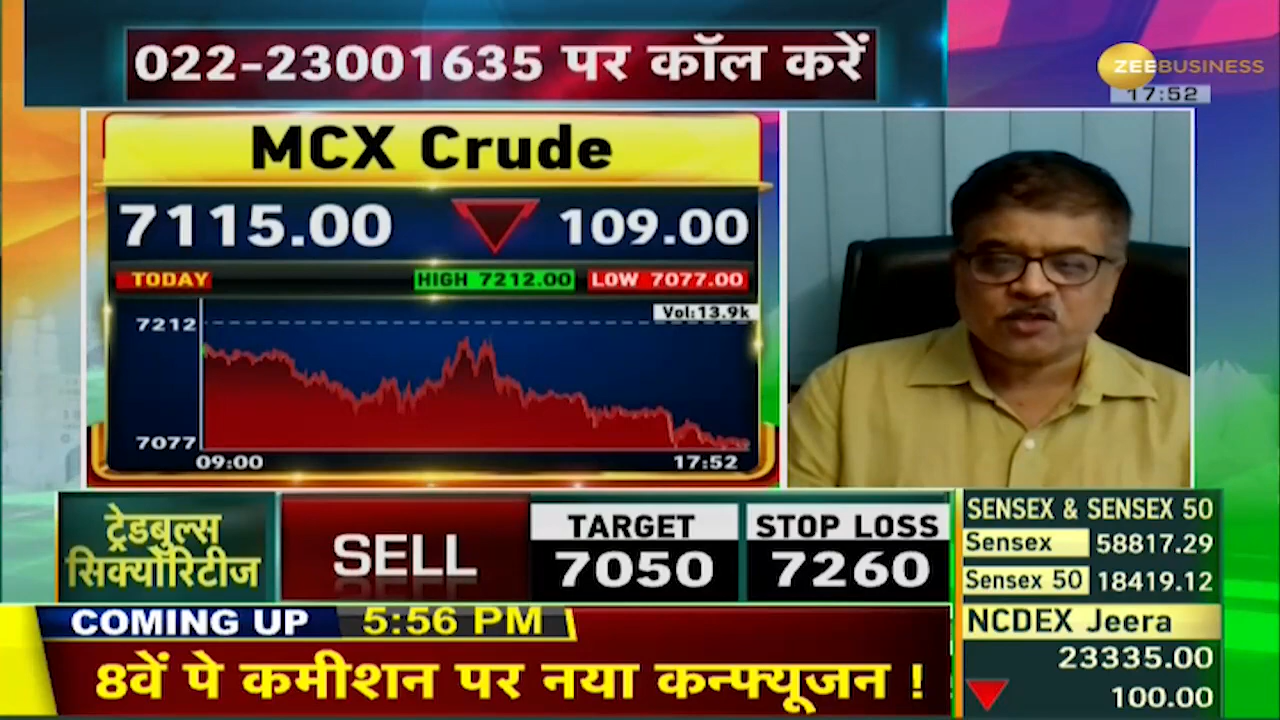 022-23001635 पर कॉल करें
ZEEBUSINESS
17:52
MCX Crude
7115.00 109.00
TODAY HIGH 7212.00 LOW 7077.00
Vol:13.9k
7212
7077
09:00 17:52
ट्रेडबुल्स
सिक्योरिटीज
SELL
TARGET
7050
STOP LOSS
7260
SENSEX & SENSEX 50
Sensex 58817.29
Sensex 50 18419.12
NCDEX Jeera
23335.00
100.00
COMING UP 5:56 PM
8वें पे कमीशन पर नया कन्फ्यूजन !